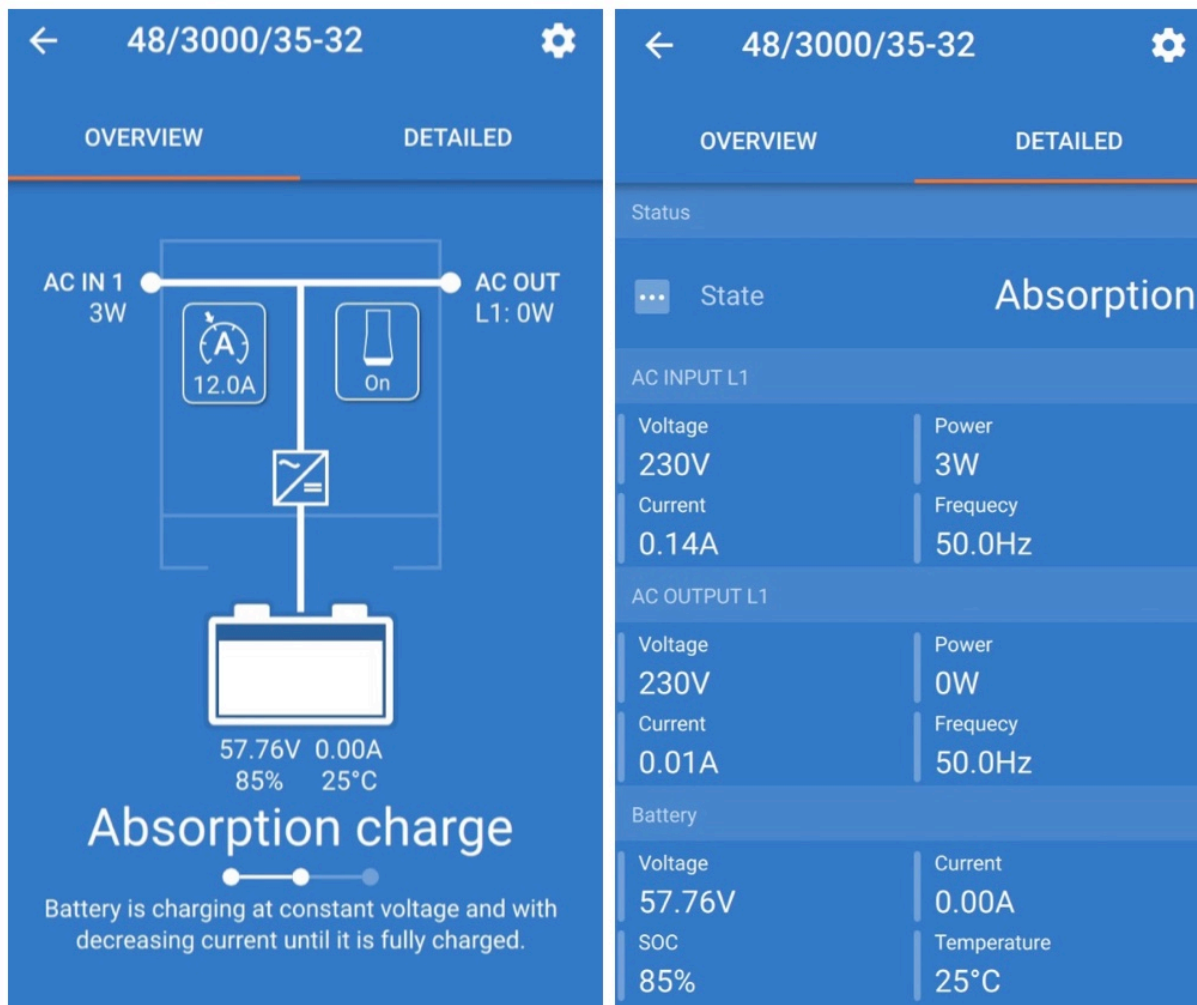 48/3000/35-32
OVERVIEW DETAILED
AC IN 1
3W
AC OUT
L1: 0W
A
12.0A
On
57.76V 0.00A
85% 25°C
Absorption charge
Battery is charging at constant voltage and with
decreasing current until it is fully charged.
48/3000/35-32
OVERVIEW DETAILED
Status
State Absorption
AC INPUT L1
Voltage Power
230V 3W
Current Frequecy
0.14A 50.0Hz
AC OUTPUT L1
Voltage Power
230V 0W
Current Frequecy
0.01A 50.0Hz
Battery
Voltage Current
57.76V 0.00A
SOC Temperature
85% 25°C